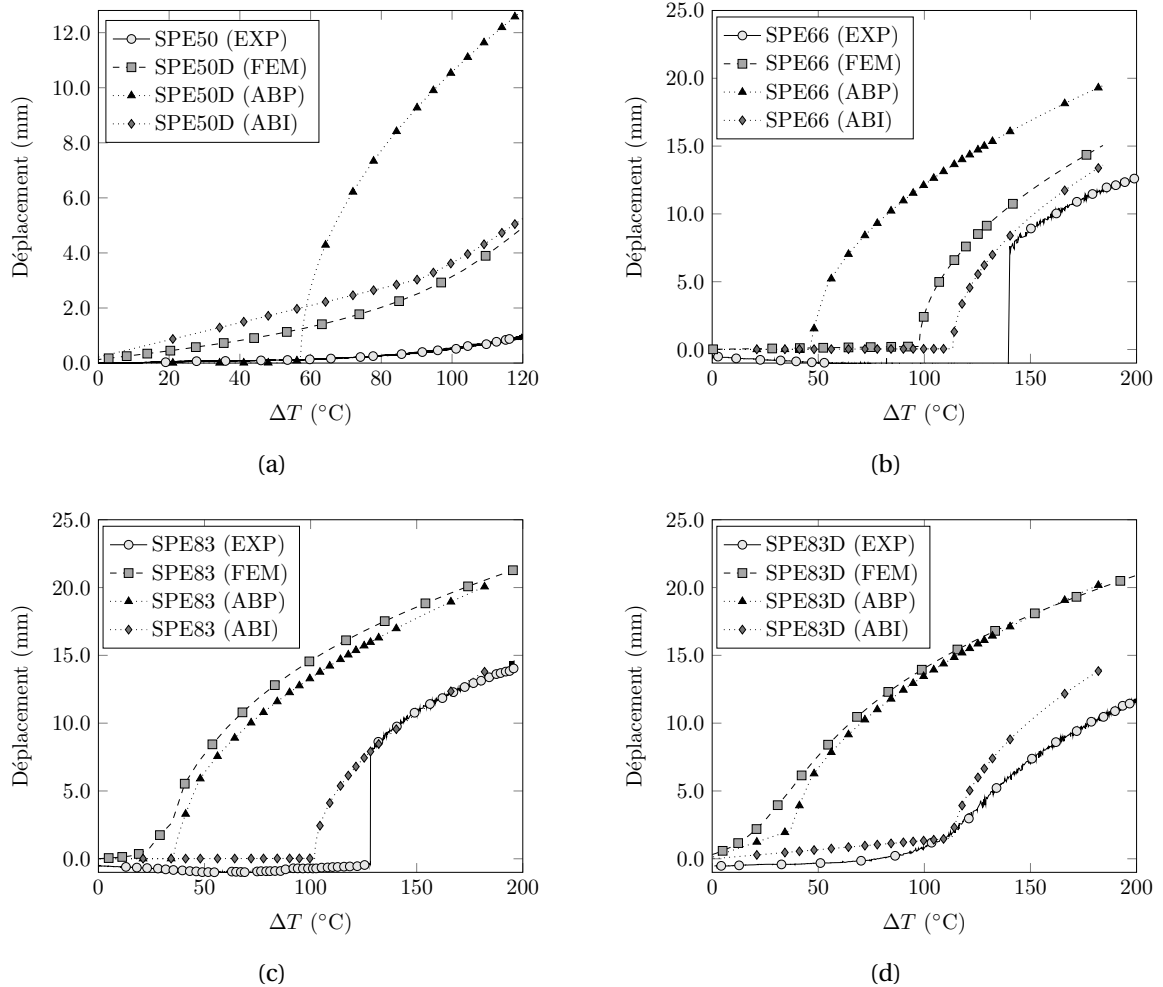 12.0
10.0
8.0
6.0
4.0
2.0
0.0
Déplacement (mm)
SPE50 (EXP)
SPE50D (FEM)
SPE50D (ABP)
SPE50D (ABI)
0 20 40 60 80 100 120
ΔT (°C)
(a)
25.0
20.0
15.0
10.0
5.0
0.0
Déplacement (mm)
SPE66 (EXP)
SPE66 (FEM)
SPE66 (ABP)
SPE66 (ABI)
0 50 100 150 200
ΔT (°C)
(b)
25.0
20.0
15.0
10.0
5.0
0.0
Déplacement (mm)
SPE83 (EXP)
SPE83 (FEM)
SPE83 (ABP)
SPE83 (ABI)
0 50 100 150 200
ΔT (°C)
(c)
25.0
20.0
15.0
10.0
5.0
0.0
Déplacement (mm)
SPE83D (EXP)
SPE83D (FEM)
SPE83D (ABP)
SPE83D (ABI)
0 50 100 150 200
ΔT (°C)
(d)